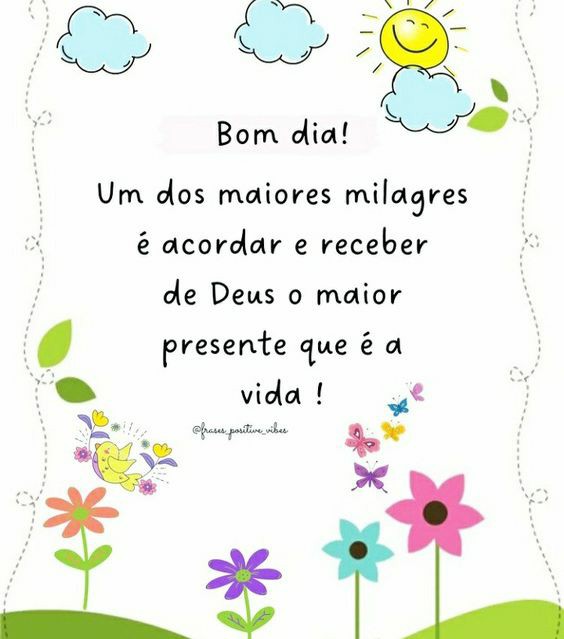 Bom dia!
Um dos maiores milagres
é acordar e receber
de Deus o maior
presente que é a
vida !
@frases_positive_vibes